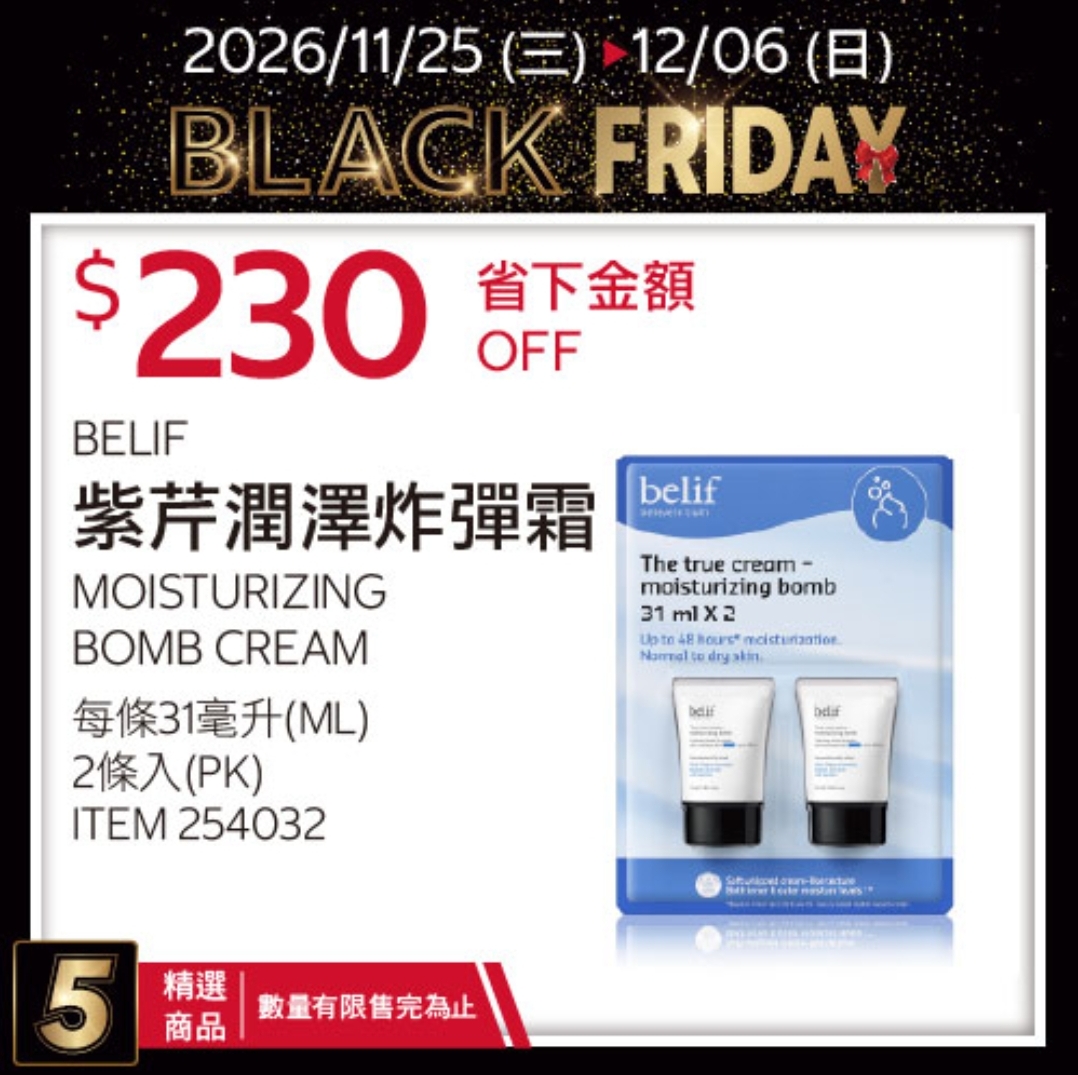 2026/11/25 (三) ▶ 12/06 (日)
BLACK FRIDAY
$230
省下金額
OFF
BELIF
紫芹潤澤炸彈霜
MOISTURIZING
BOMB CREAM
每條31毫升(ML)
2條入(PK)
ITEM 254032
belif
The true cream -
moisturizing bomb
31 ml X 2
Up to 48 hours* moisturization.
Normal to dry skin.
belif
belif
5
精選
商品
數量有限售完為止